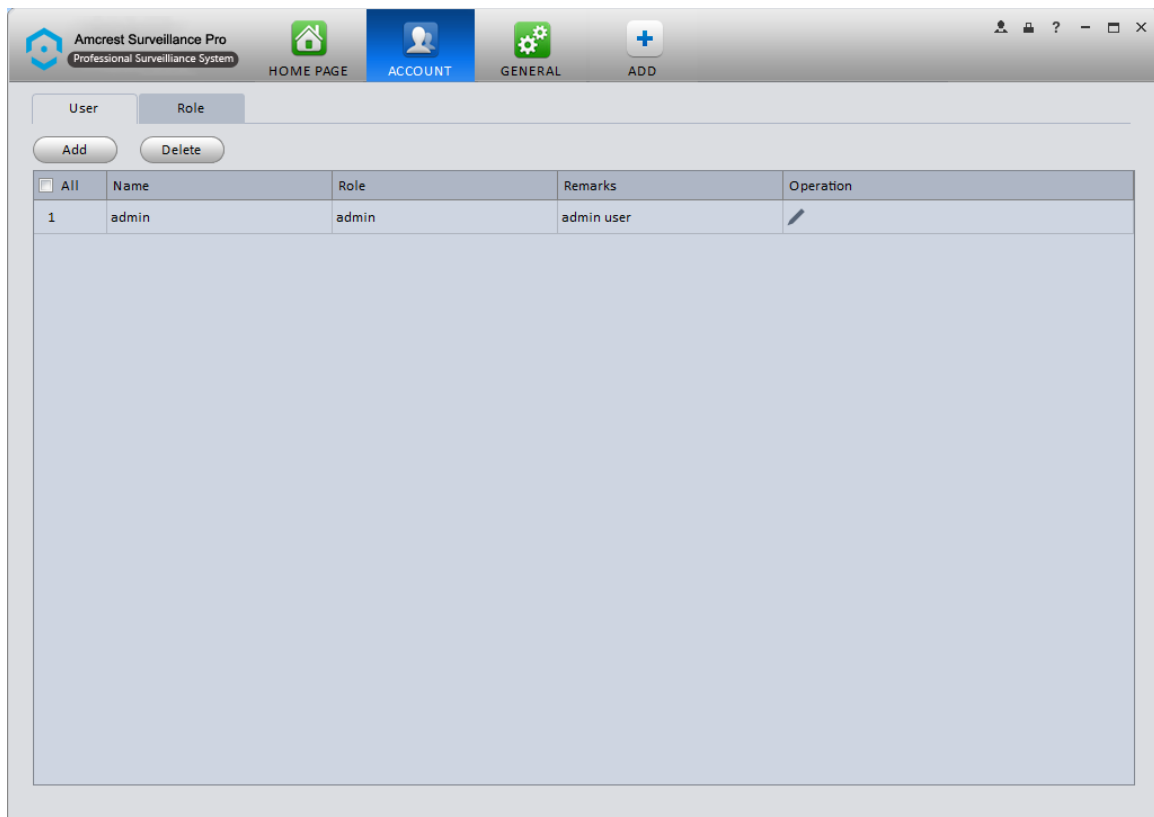 Amcrest Surveillance Pro
Professional Surveillance System
HOME PAGE
ACCOUNT
GENERAL
ADD
?
User
Role
Add
Delete
All
Name
Role
Remarks
Operation
1
admin
admin
admin user